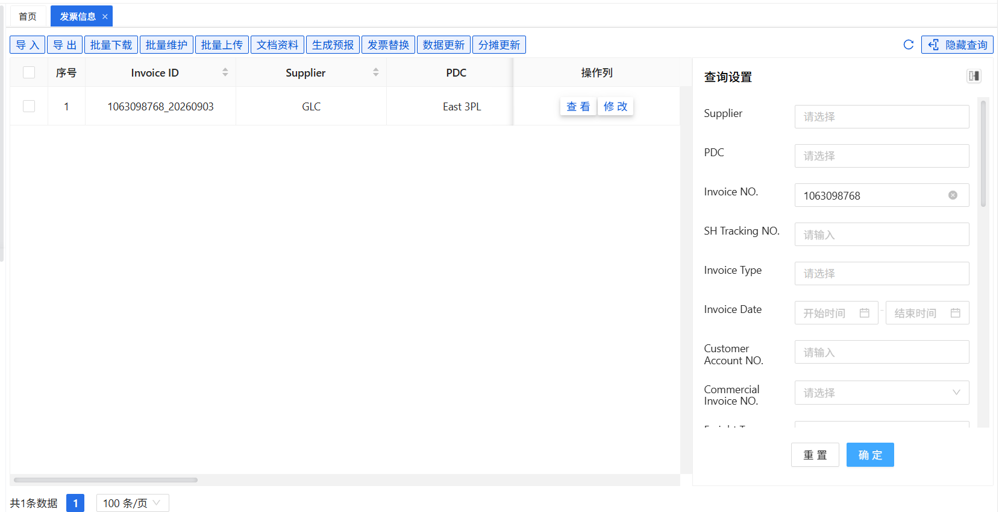 首页 发票信息
导入 导出 批量下载 批量维护 批量上传 文档资料 生成预报 发票替换 数据更新 分摊更新 隐藏查询
序号 Invoice ID Supplier PDC 操作列
1 1063098768_20260903 GLC East 3PL 查看 修改
查询设置
Supplier 请选择
PDC 请选择
Invoice NO. 1063098768
SH Tracking NO. 请输入
Invoice Type 请选择
Invoice Date 开始时间 - 结束时间
Customer
Account NO. 请输入
Commercial
Invoice NO. 请选择
重置 确定
共1条数据 1 100 条/页